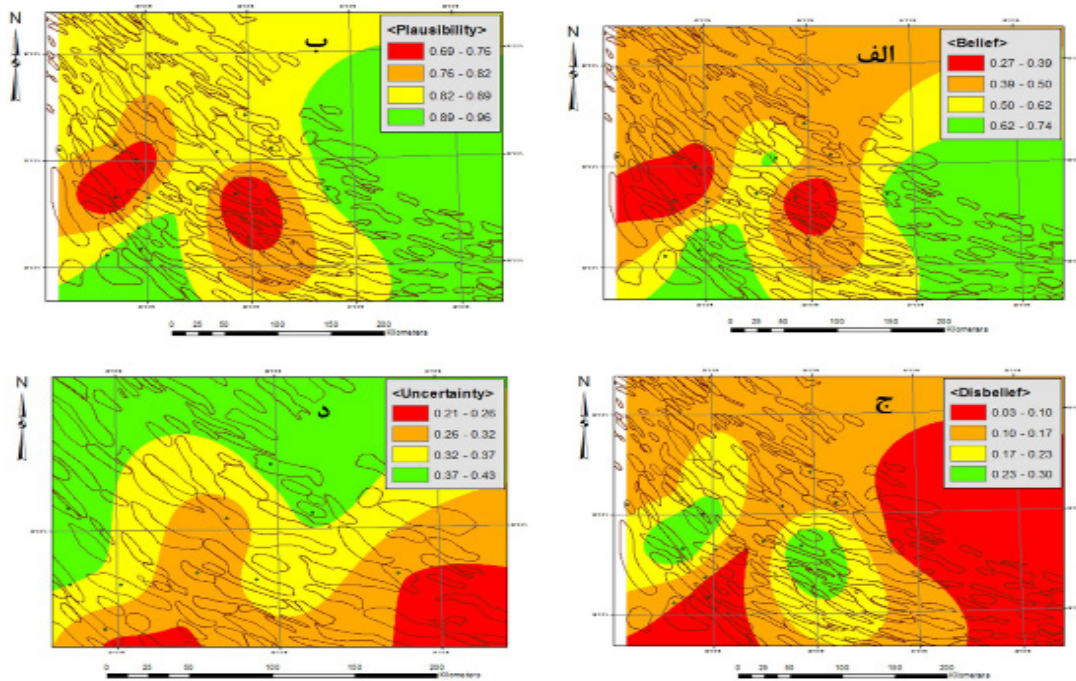 N
ب
<Plausibility>
0.69 - 0.76
0.76 - 0.82
0.82 - 0.89
0.89 - 0.96
0 25 50 100 150 200
Kilometers
N
الف
<Belief>
0.27 - 0.39
0.39 - 0.50
0.50 - 0.62
0.62 - 0.74
0 25 50 100 150 200
Kilometers
N
د
<Uncertainty>
0.21 - 0.26
0.26 - 0.32
0.32 - 0.37
0.37 - 0.43
0 25 50 100 150 200
Kilometers
N
ج
<Disbelief>
0.03 - 0.10
0.10 - 0.17
0.17 - 0.23
0.23 - 0.30
0 25 50 100 150 200
Kilometers